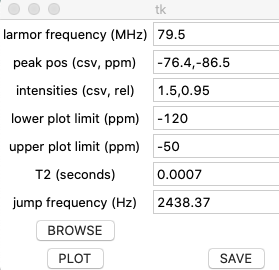 tk
larmor frequency (MHz) 79.5
peak pos (csv, ppm) -76.4,-86.5
intensities (csv, rel) 1.5,0.95
lower plot limit (ppm) -120
upper plot limit (ppm) -50
T2 (seconds) 0.0007
jump frequency (Hz) 2438.37
BROWSE
PLOT SAVE